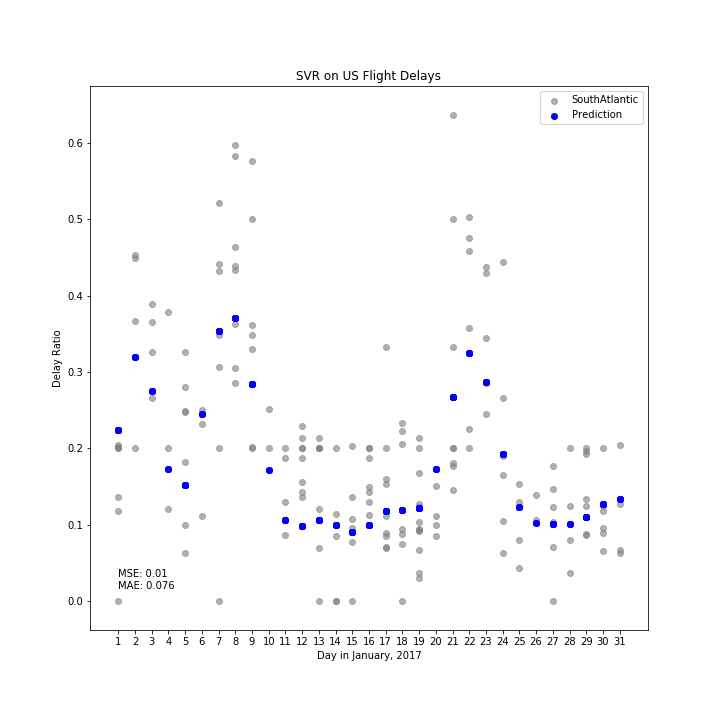 SVR on US Flight Delays
SouthAtlantic
Prediction
Delay Ratio
0.6
0.5
0.4
0.3
0.2
0.1
0.0
MSE: 0.01
MAE: 0.076
1 2 3 4 5 6 7 8 9 10 11 12 13 14 15 16 17 18 19 20 21 22 23 24 25 26 27 28 29 30 31
Day in January, 2017